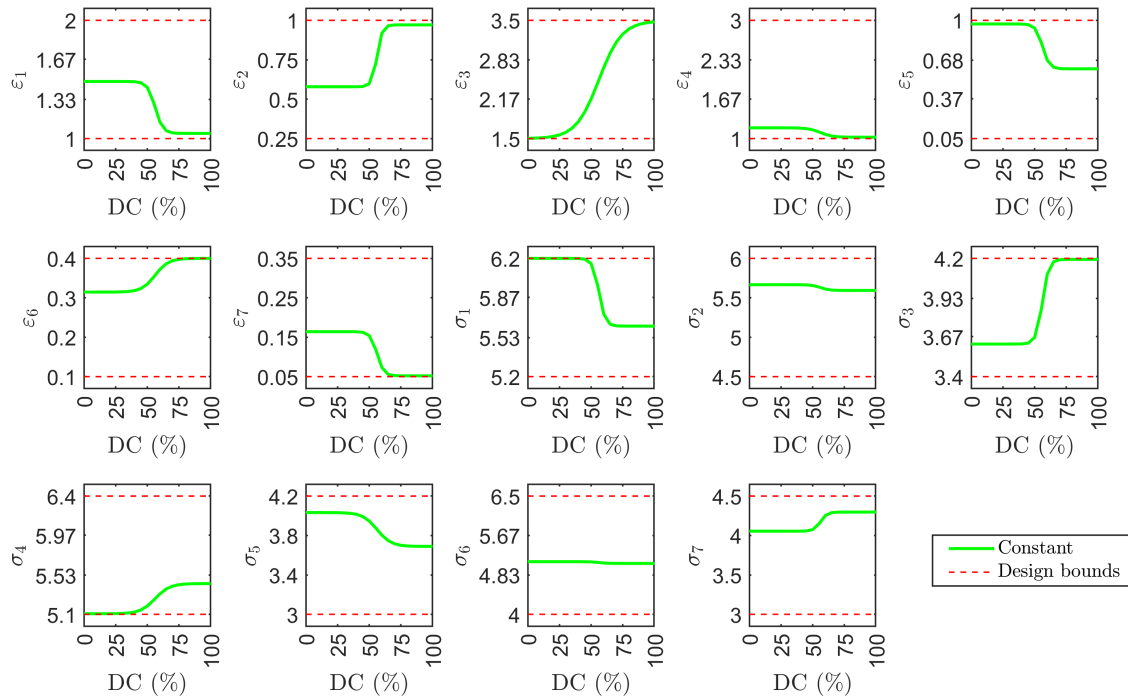 2 1 3.5 3 1
1.67 0.75 2.83 2.33 0.68
ε1 ε2 ε3 ε4 ε5
1.33 0.5 2.17 1.67 0.37
1 0.25 1.5 1 0.05
0 25 50 75 100 0 25 50 75 100 0 25 50 75 100 0 25 50 75 100 0 25 50 75 100
DC (%) DC (%) DC (%) DC (%) DC (%)
0.4 0.35 6.2 6 4.2
0.3 0.25 5.87 5.5 3.93
ε6 ε7 σ1 σ2 σ3
0.2 0.15 5.53 5 3.67
0.1 0.05 5.2 4.5 3.4
0 25 50 75 100 0 25 50 75 100 0 25 50 75 100 0 25 50 75 100 0 25 50 75 100
DC (%) DC (%) DC (%) DC (%) DC (%)
6.4 4.2 6.5 4.5
5.97 3.8 5.67 4
σ4 σ5 σ6 σ7
5.53 3.4 4.83 3.5
5.1 3 4 3
0 25 50 75 100 0 25 50 75 100 0 25 50 75 100 0 25 50 75 100
DC (%) DC (%) DC (%) DC (%)
Constant
Design bounds